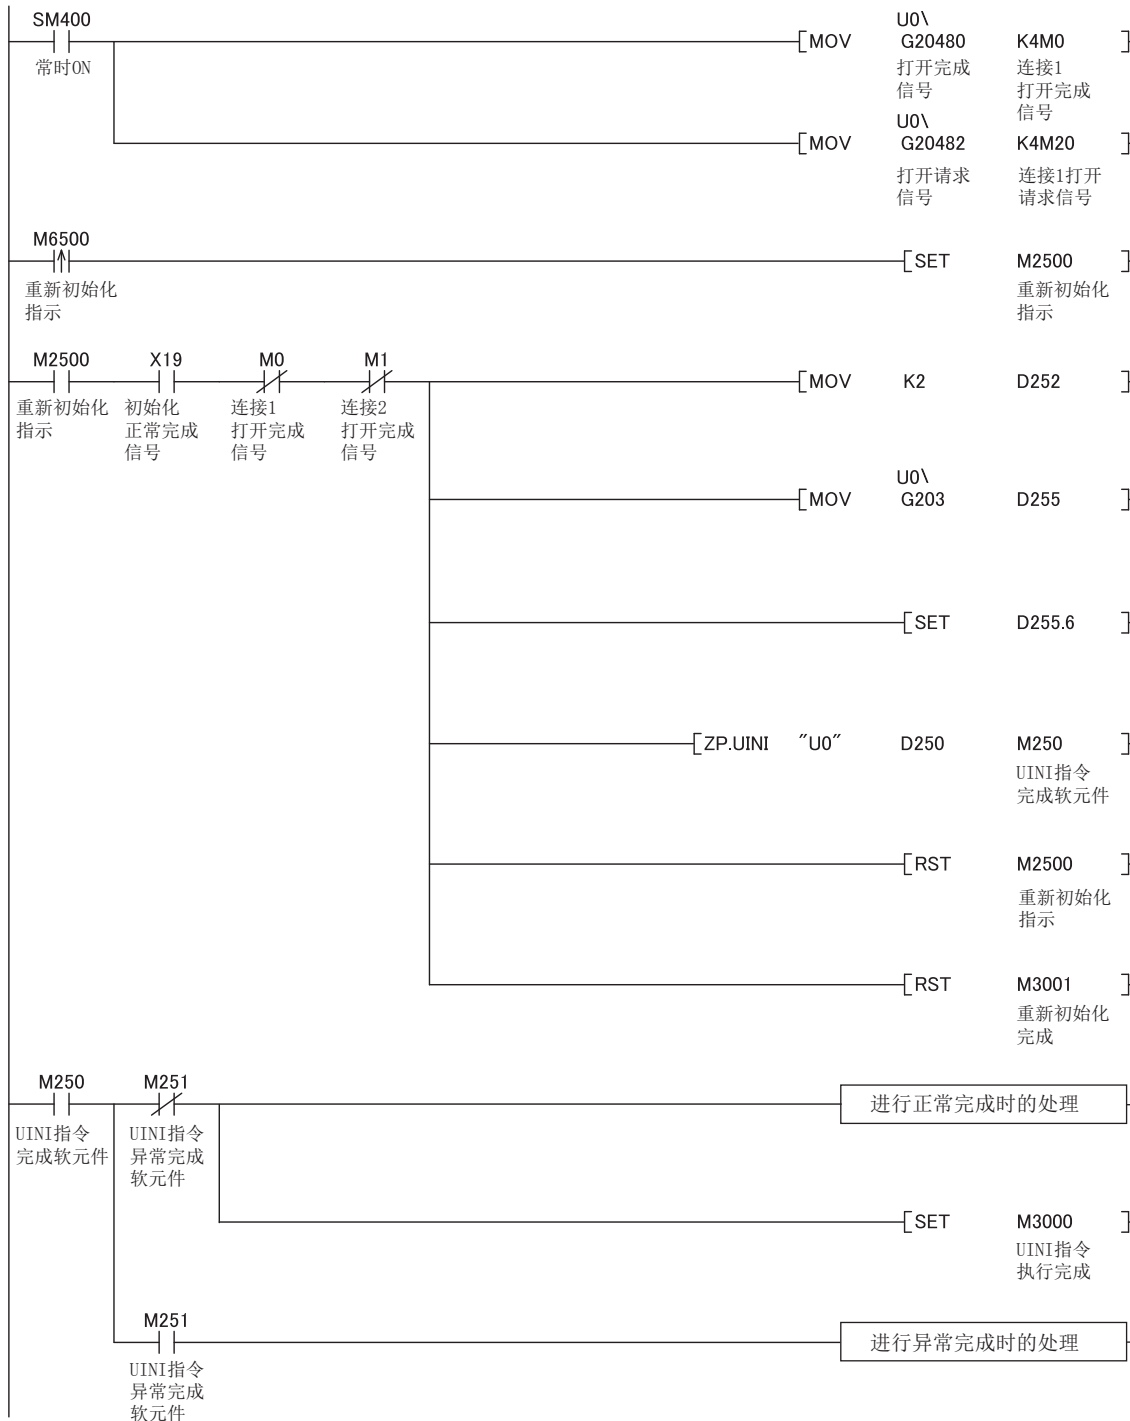 SM400
常时ON
[MOV U0\G20480 K4M0 ]
打开完成
信号
连接1
打开完成
信号
[MOV U0\G20482 K4M20 ]
打开请求
信号
连接1打开
请求信号
M6500
重新初始化
指示
[SET M2500 ]
重新初始化
指示
M2500 X19 M0 M1
重新初始化
指示
初始化
正常完成
信号
连接1
打开完成
信号
连接2
打开完成
信号
[MOV K2 D252 ]
[MOV U0\G203 D255 ]
[SET D255.6 ]
[ZP.UINI ″U0″ D250 M250 ]
UINI指令
完成软元件
[RST M2500 ]
重新初始化
指示
[RST M3001 ]
重新初始化
完成
M250 M251
UINI指令
完成软元件
UINI指令
异常完成
软元件
进行正常完成时的处理
[SET M3000 ]
UINI指令
执行完成
M251
UINI指令
异常完成
软元件
进行异常完成时的处理